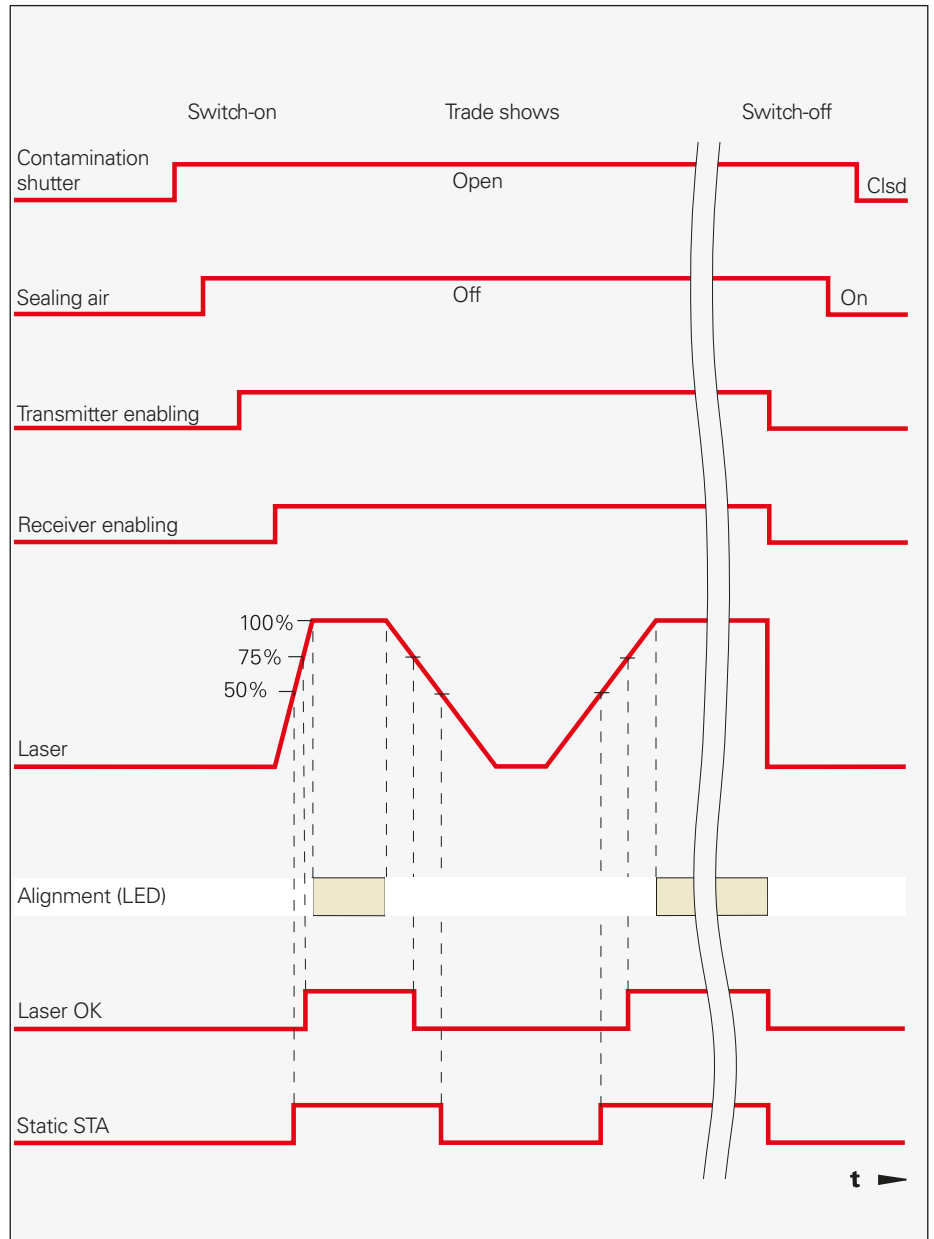 Switch-on Trade shows Switch-off
Contamination
shutter
Open
Clsd
Sealing air
Off
On
Transmitter enabling
Receiver enabling
100%
75%
50%
Laser
Alignment (LED)
Laser OK
Static STA
t